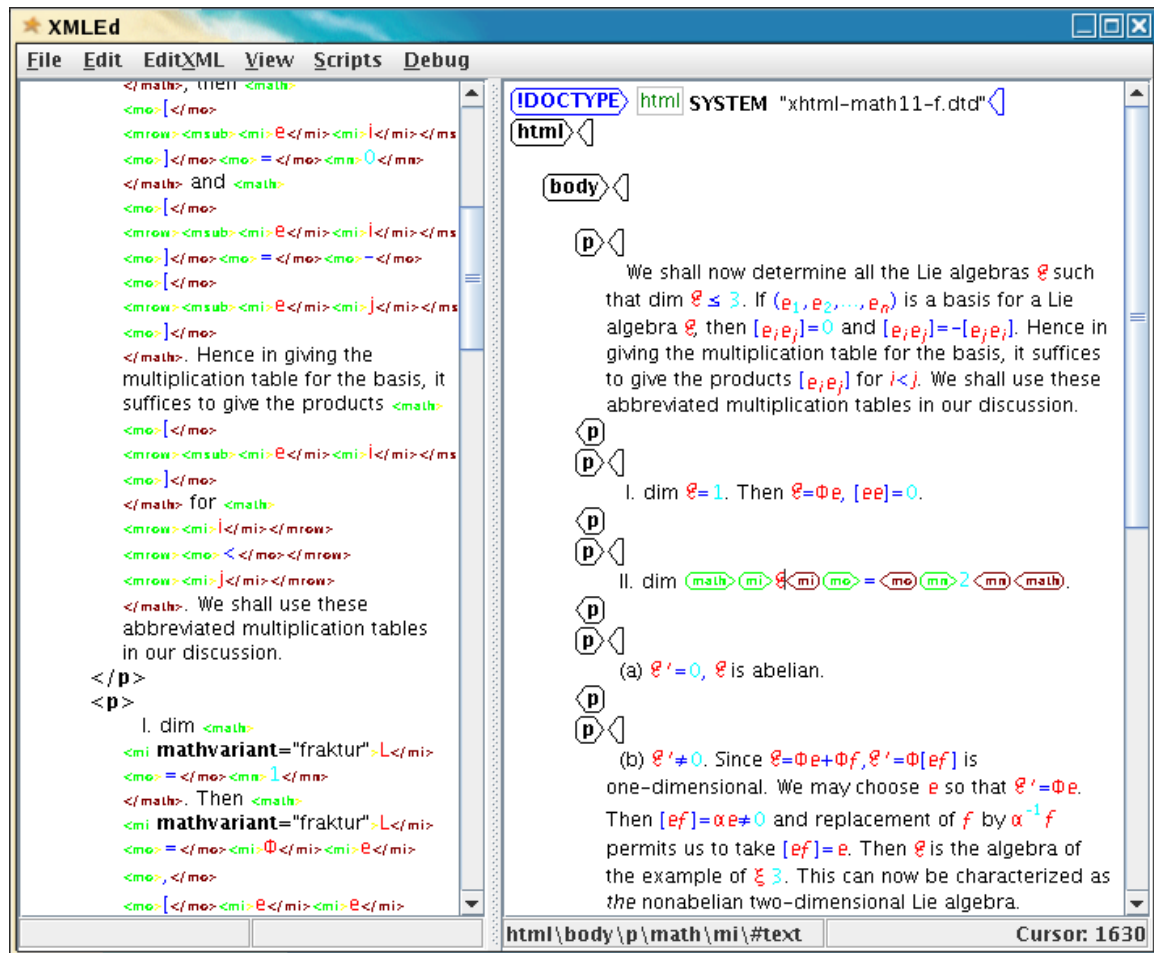 XMLEd
File Edit EditXML View Scripts Debug
</math>, then <math>
<mo>[</mo>
<mrow><msub><mi>e</mi><mi>i</mi></ms
<mo>]</mo><mo>=</mo><mn>0</mn>
</math> and <math>
<mo>[</mo>
<mrow><msub><mi>e</mi><mi>i</mi></ms
<mo>]</mo><mo>=</mo><mo>-</mo>
<mo>[</mo>
<mrow><msub><mi>e</mi><mi>j</mi></ms
<mo>]</mo>
</math>. Hence in giving the
multiplication table for the basis, it
suffices to give the products <math>
<mo>[</mo>
<mrow><msub><mi>e</mi><mi>i</mi></ms
<mo>]</mo>
</math> for <math>
<mrow><mi>i</mi></mrow>
<mrow><mo><</mo></mrow>
<mrow><mi>j</mi></mrow>
</math>. We shall use these
abbreviated multiplication tables
in our discussion.
</p>
<p>
I. dim <math>
<mi mathvariant="fraktur">L</mi>
<mo>=</mo><mn>1</mn>
</math>. Then <math>
<mi mathvariant="fraktur">L</mi>
<mo>=</mo><mi>Φ</mi><mi>e</mi>
<mo>,</mo>
<mo>[</mo><mi>e</mi><mi>e</mi>
!DOCTYPE html SYSTEM "xhtml-math11-f.dtd"
html
body
p
We shall now determine all the Lie algebras 𝔏 such
that dim 𝔏 ≤ 3. If (e₁,e₂,...,eₙ) is a basis for a Lie
algebra 𝔏, then [eᵢeⱼ]=0 and [eᵢeⱼ]=-[eⱼeᵢ]. Hence in
giving the multiplication table for the basis, it suffices
to give the products [eᵢeⱼ] for i<j. We shall use these
abbreviated multiplication tables in our discussion.
p
p
I. dim 𝔏=1. Then 𝔏=Φe, [ee]=0.
p
p
II. dim math mi 𝔏 mi mo = mo mn 2 mn math.
p
p
(a) 𝔏′=0, 𝔏 is abelian.
p
p
(b) 𝔏′≠0. Since 𝔏=Φe+Φf,𝔏′=Φ[ef] is
one-dimensional. We may choose e so that 𝔏′=Φe.
Then [ef]=αe≠0 and replacement of f by α⁻¹f
permits us to take [ef]=e. Then 𝔏 is the algebra of
the example of ξ 3. This can now be characterized as
the nonabelian two-dimensional Lie algebra.
html\body\p\math\mi\#text Cursor: 1630